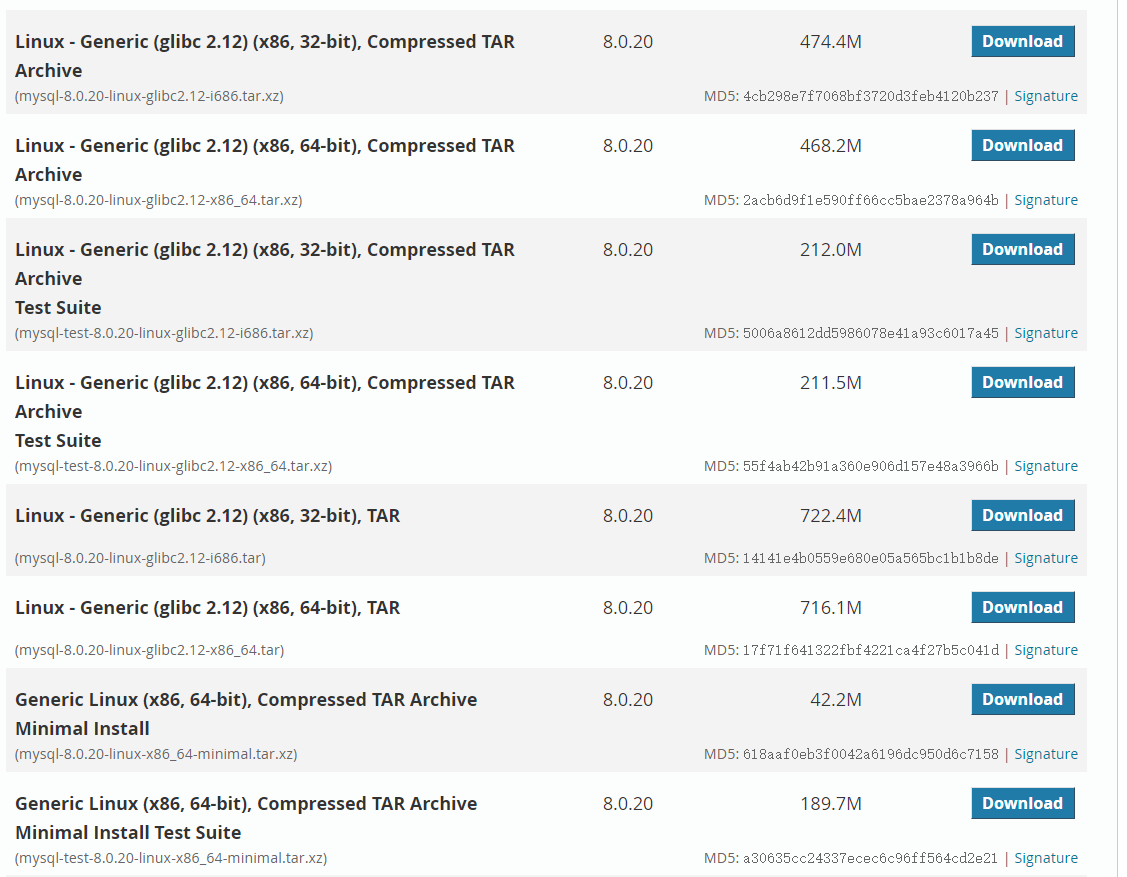 Linux - Generic (glibc 2.12) (x86, 32-bit), Compressed TAR 8.0.20 474.4M Download
Archive
(mysql-8.0.20-linux-glibc2.12-i686.tar.xz) MD5: 4cb298e7f7068bf3720d3feb4120b237 | Signature
Linux - Generic (glibc 2.12) (x86, 64-bit), Compressed TAR 8.0.20 468.2M Download
Archive
(mysql-8.0.20-linux-glibc2.12-x86_64.tar.xz) MD5: 2acb6d9f1e590ff66cc5bae2378a964b | Signature
Linux - Generic (glibc 2.12) (x86, 32-bit), Compressed TAR 8.0.20 212.0M Download
Archive
Test Suite
(mysql-test-8.0.20-linux-glibc2.12-i686.tar.xz) MD5: 5006a8612dd5986078e41a93c6017a45 | Signature
Linux - Generic (glibc 2.12) (x86, 64-bit), Compressed TAR 8.0.20 211.5M Download
Archive
Test Suite
(mysql-test-8.0.20-linux-glibc2.12-x86_64.tar.xz) MD5: 55f4ab42b91a360e906d157e48a3966b | Signature
Linux - Generic (glibc 2.12) (x86, 32-bit), TAR 8.0.20 722.4M Download
(mysql-8.0.20-linux-glibc2.12-i686.tar) MD5: 14141e4b0559e680e05a565bc1b1b8de | Signature
Linux - Generic (glibc 2.12) (x86, 64-bit), TAR 8.0.20 716.1M Download
(mysql-8.0.20-linux-glibc2.12-x86_64.tar) MD5: 17f71f641322fbf4221ca4f27b5c041d | Signature
Generic Linux (x86, 64-bit), Compressed TAR Archive 8.0.20 42.2M Download
Minimal Install
(mysql-8.0.20-linux-x86_64-minimal.tar.xz) MD5: 618aaf0eb3f0042a6196dc950d6c7158 | Signature
Generic Linux (x86, 64-bit), Compressed TAR Archive 8.0.20 189.7M Download
Minimal Install Test Suite
(mysql-test-8.0.20-linux-x86_64-minimal.tar.xz) MD5: a30635cc24337ecec6c96ff564cd2e21 | Signature